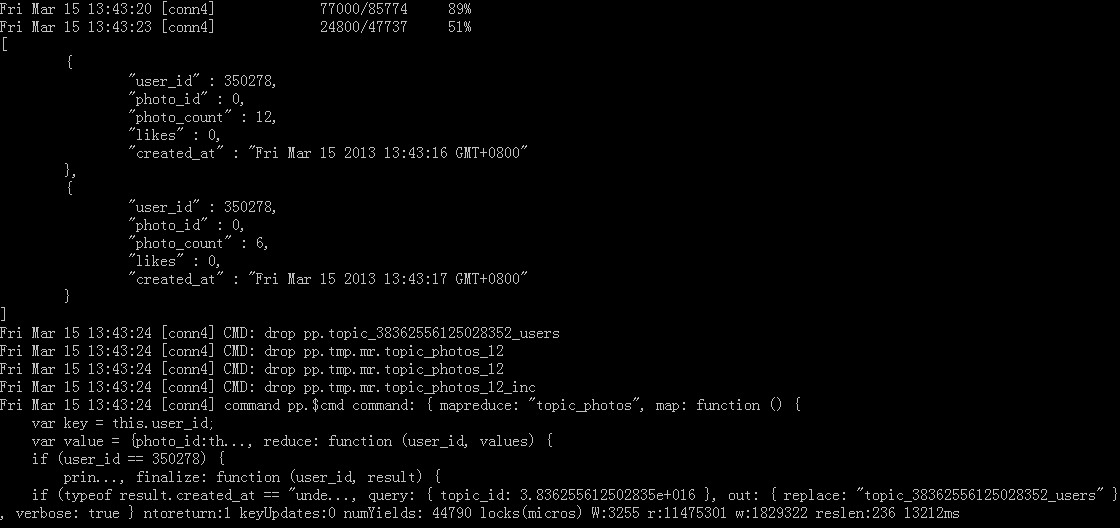 Fri Mar 15 13:43:20 [conn4]             77000/85774     89%
Fri Mar 15 13:43:23 [conn4]             24800/47737     51%
[
        {
                "user_id" : 350278,
                "photo_id" : 0,
                "photo_count" : 12,
                "likes" : 0,
                "created_at" : "Fri Mar 15 2013 13:43:16 GMT+0800"
        },
        {
                "user_id" : 350278,
                "photo_id" : 0,
                "photo_count" : 6,
                "likes" : 0,
                "created_at" : "Fri Mar 15 2013 13:43:17 GMT+0800"
        }
]
Fri Mar 15 13:43:24 [conn4] CMD: drop pp.topic_38362556125028352_users
Fri Mar 15 13:43:24 [conn4] CMD: drop pp.tmp.mr.topic_photos_12
Fri Mar 15 13:43:24 [conn4] CMD: drop pp.tmp.mr.topic_photos_12
Fri Mar 15 13:43:24 [conn4] CMD: drop pp.tmp.mr.topic_photos_12_inc
Fri Mar 15 13:43:24 [conn4] command pp.$cmd command: { mapreduce: "topic_photos", map: function () {
    var key = this.user_id;
    var value = {photo_id:th..., reduce: function (user_id, values) {
    if (user_id == 350278) {
        prin..., finalize: function (user_id, result) {
    if (typeof result.created_at == "unde..., query: { topic_id: 3.836255612502835e+016 }, out: { replace: "topic_38362556125028352_users" }
, verbose: true } ntoreturn:1 keyUpdates:0 numYields: 44790 locks(micros) W:3255 r:11475301 w:1829322 reslen:236 13212ms